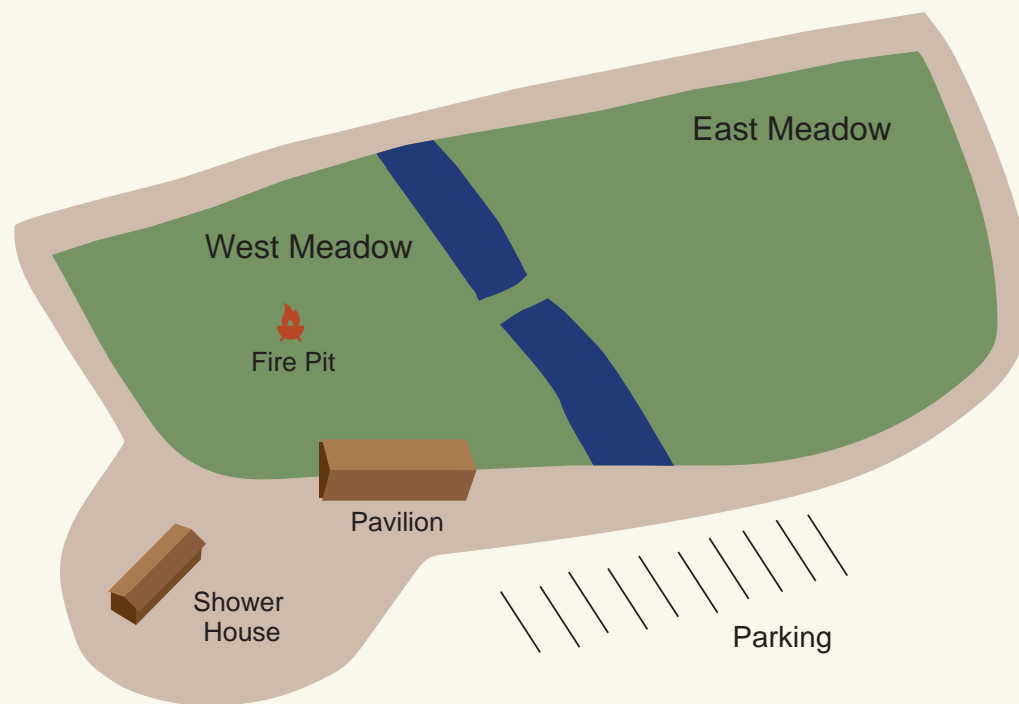 East Meadow
West Meadow
Fire Pit
Pavilion
Shower
House
Parking